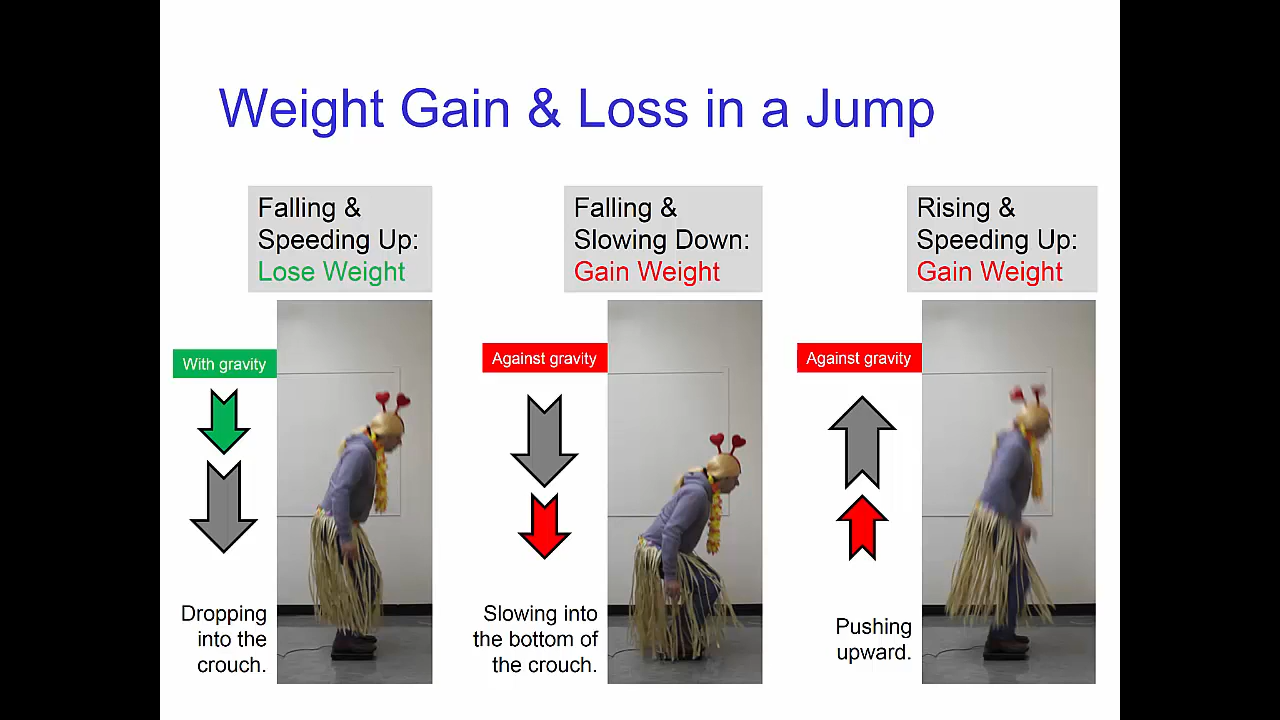 Weight Gain & Loss in a Jump
Falling &
Speeding Up:
Lose Weight
With gravity
Dropping
into the
crouch.
Falling &
Slowing Down:
Gain Weight
Against gravity
Slowing into
the bottom of
the crouch.
Rising &
Speeding Up:
Gain Weight
Against gravity
Pushing
upward.